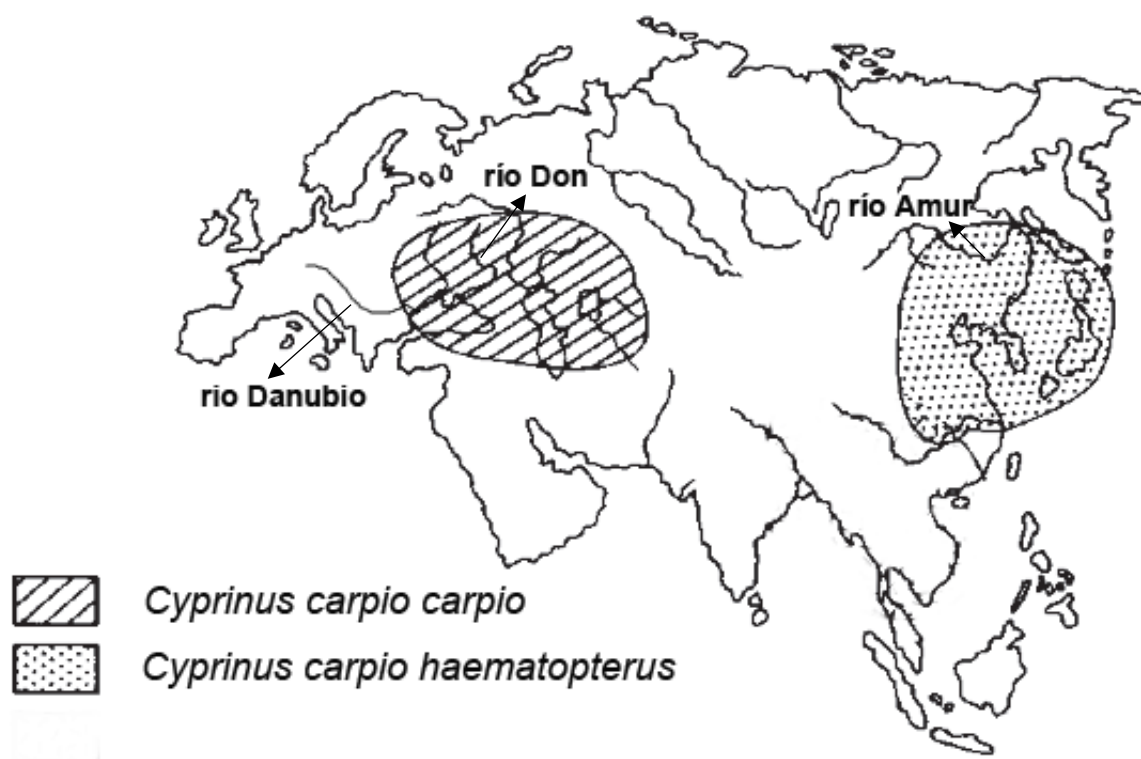 río Don
río Amur
rio Danubio
Cyprinus carpio carpio
Cyprinus carpio haematopterus